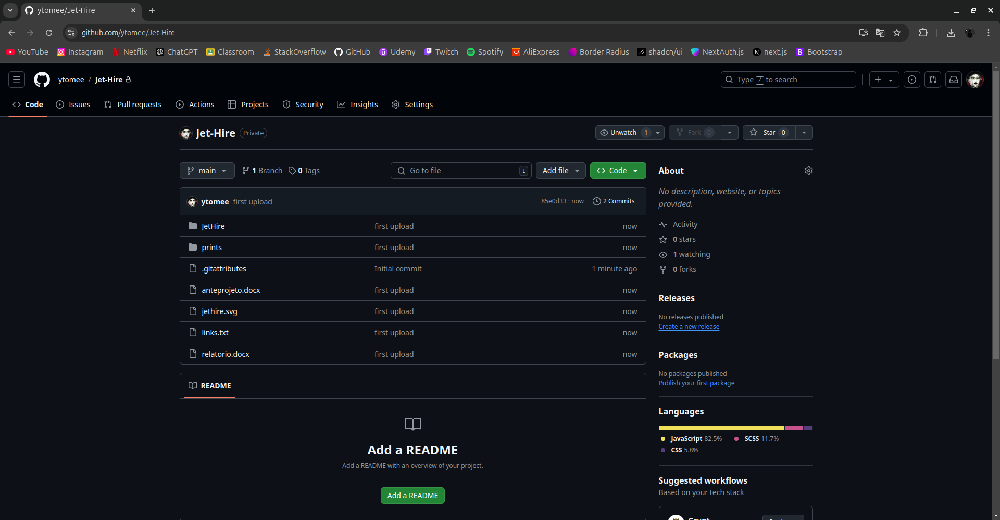 ytomee/Jet-Hire
github.com/ytomee/Jet-Hire
YouTube Instagram Netflix ChatGPT Classroom StackOverflow GitHub Udemy Twitch Spotify AliExpress Border Radius shadcn/ui NextAuth.js next.js Bootstrap
ytomee / Jet-Hire
Type / to search
Code Issues Pull requests Actions Projects Security Insights Settings
Jet-Hire Private
Unwatch 1 Fork 0 Star 0
main 1 Branch 0 Tags
Go to file t
Add file Code
ytomee first upload 85e0d33 · now 2 Commits
JetHire first upload now
prints first upload now
.gitattributes Initial commit 1 minute ago
anteprojeto.docx first upload now
jethire.svg first upload now
links.txt first upload now
relatorio.docx first upload now
README
Add a README
Add a README with an overview of your project.
Add a README
About
No description, website, or topics
provided.
Activity
0 stars
1 watching
0 forks
Releases
No releases published
Create a new release
Packages
No packages published
Publish your first package
Languages
JavaScript 82.5% SCSS 11.7%
CSS 5.8%
Suggested workflows
Based on your tech stack
Grunt